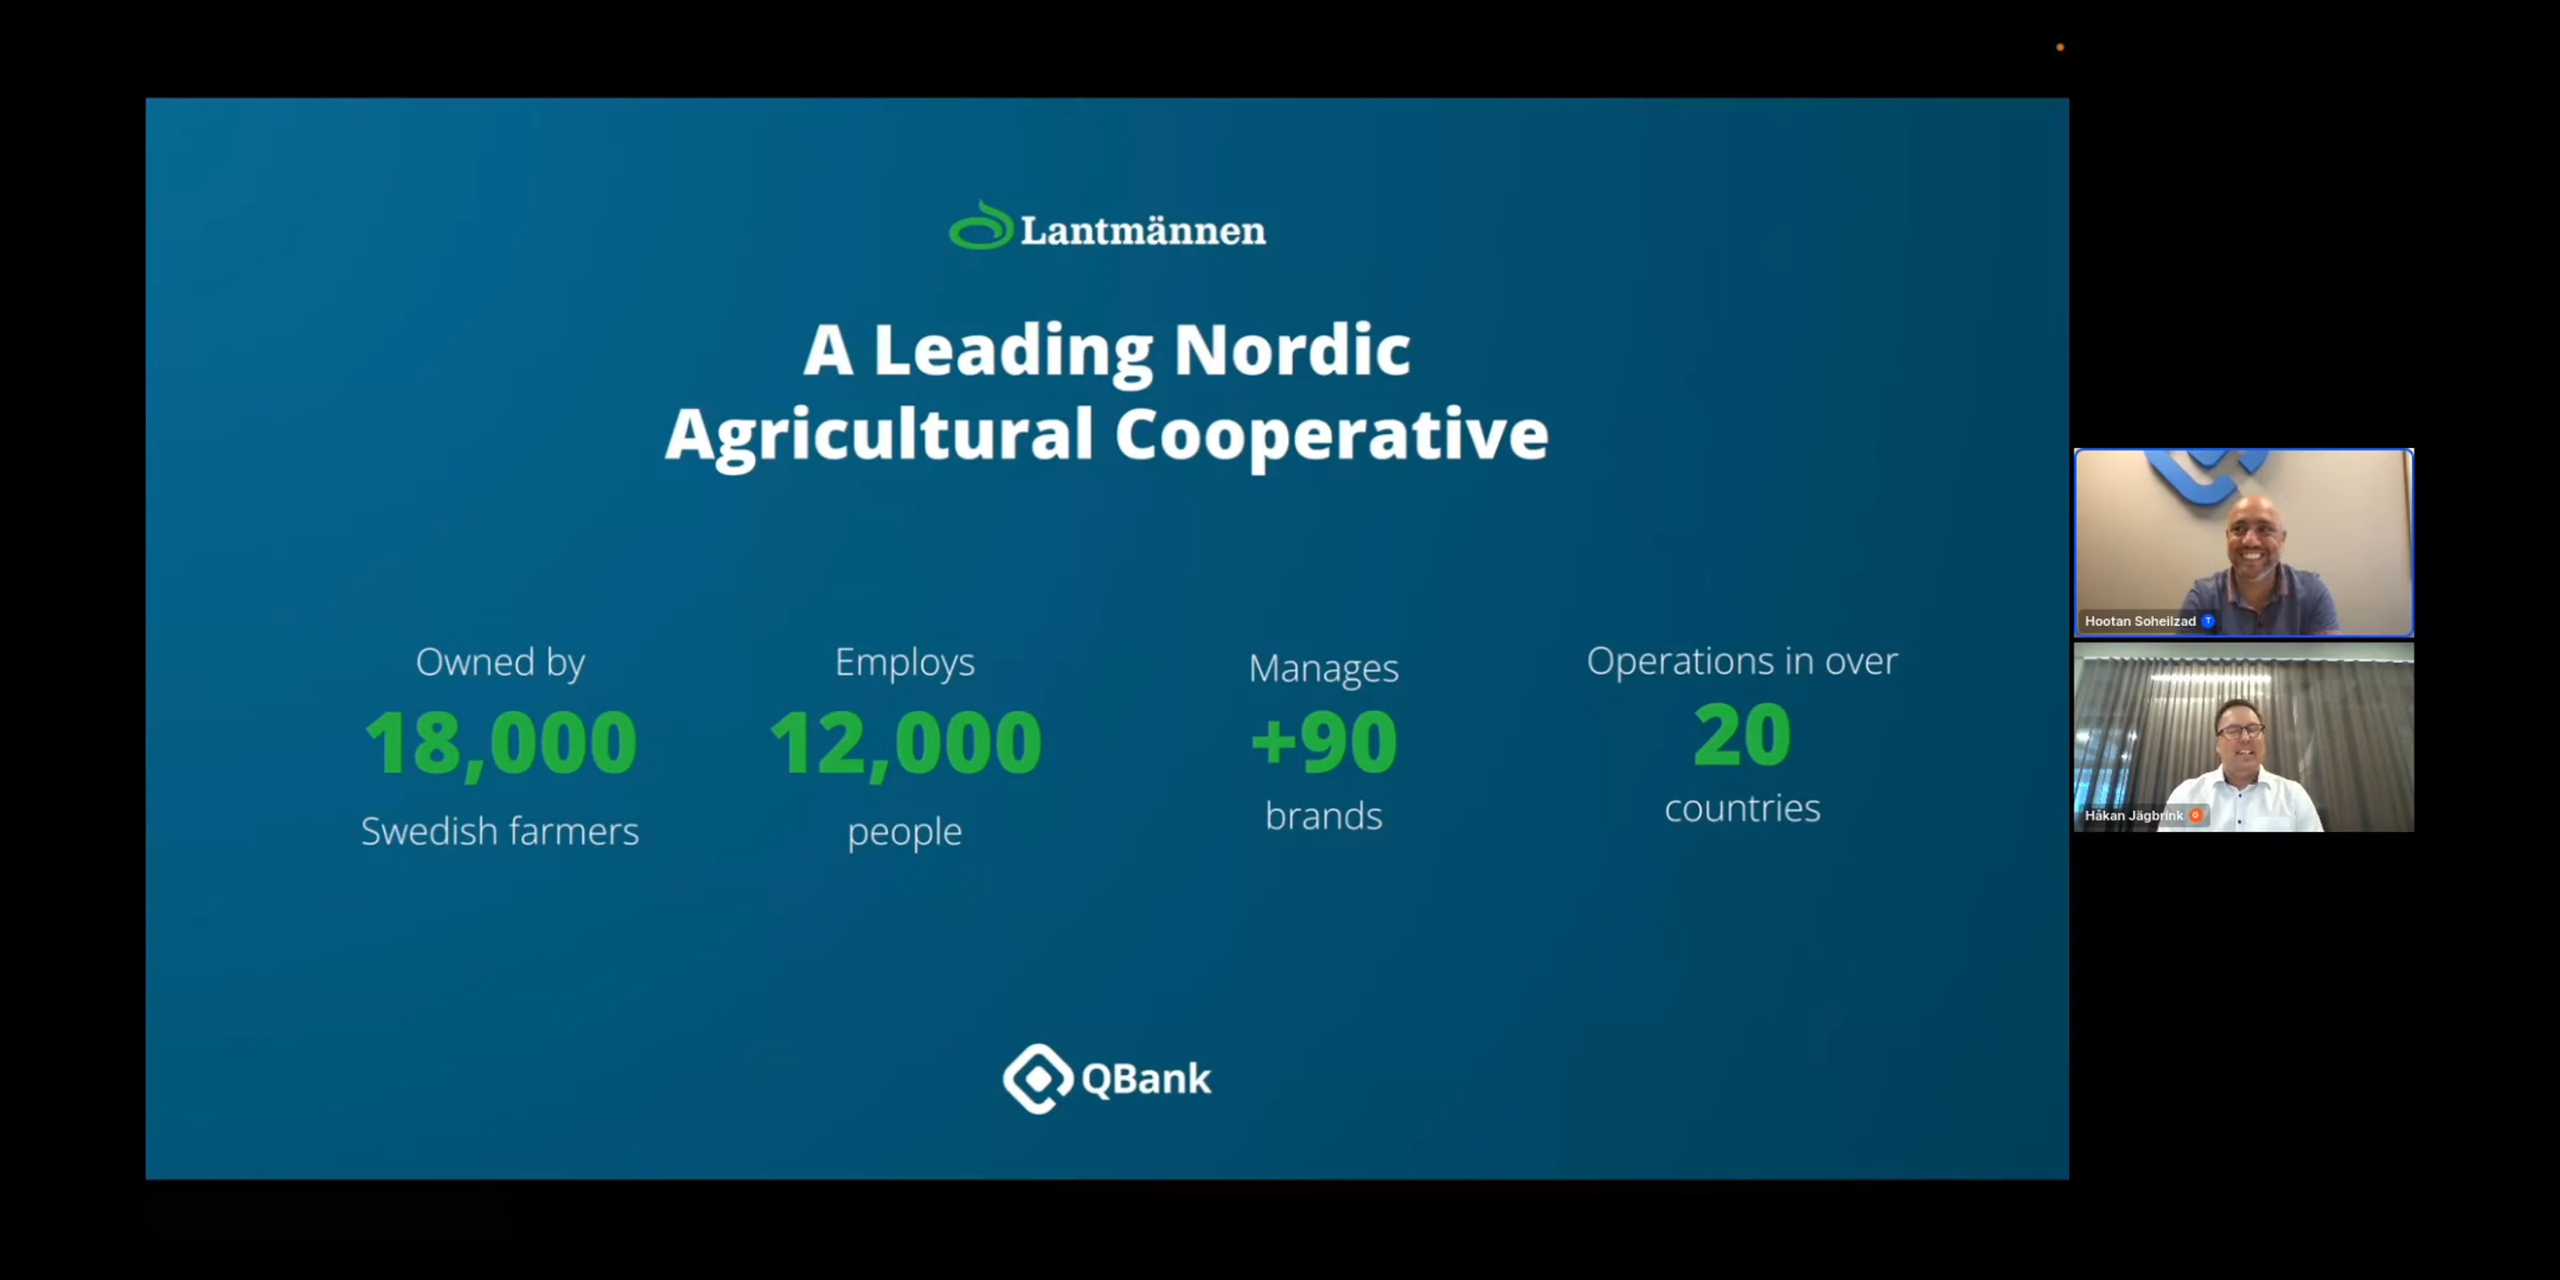 Lantmännen
A Leading Nordic
Agricultural Cooperative
Owned by
18,000
Swedish farmers
Employs
12,000
people
Manages
+90
brands
Operations in over
20
countries
QBank
Hootan Soheilzad T
Håkan Jägbrink G